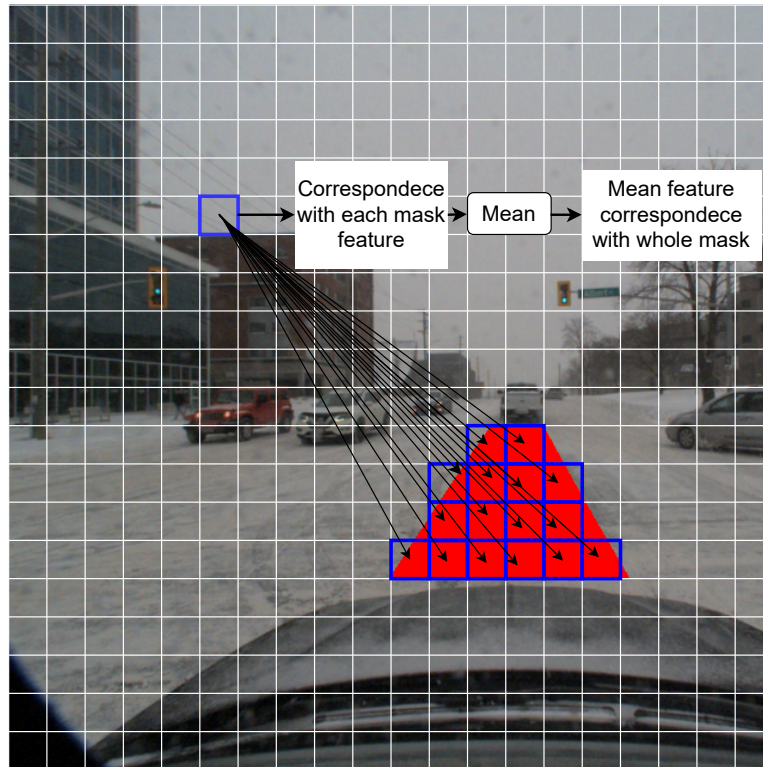 Correspondece
with each mask
feature
Mean
Mean feature
correspondece
with whole mask